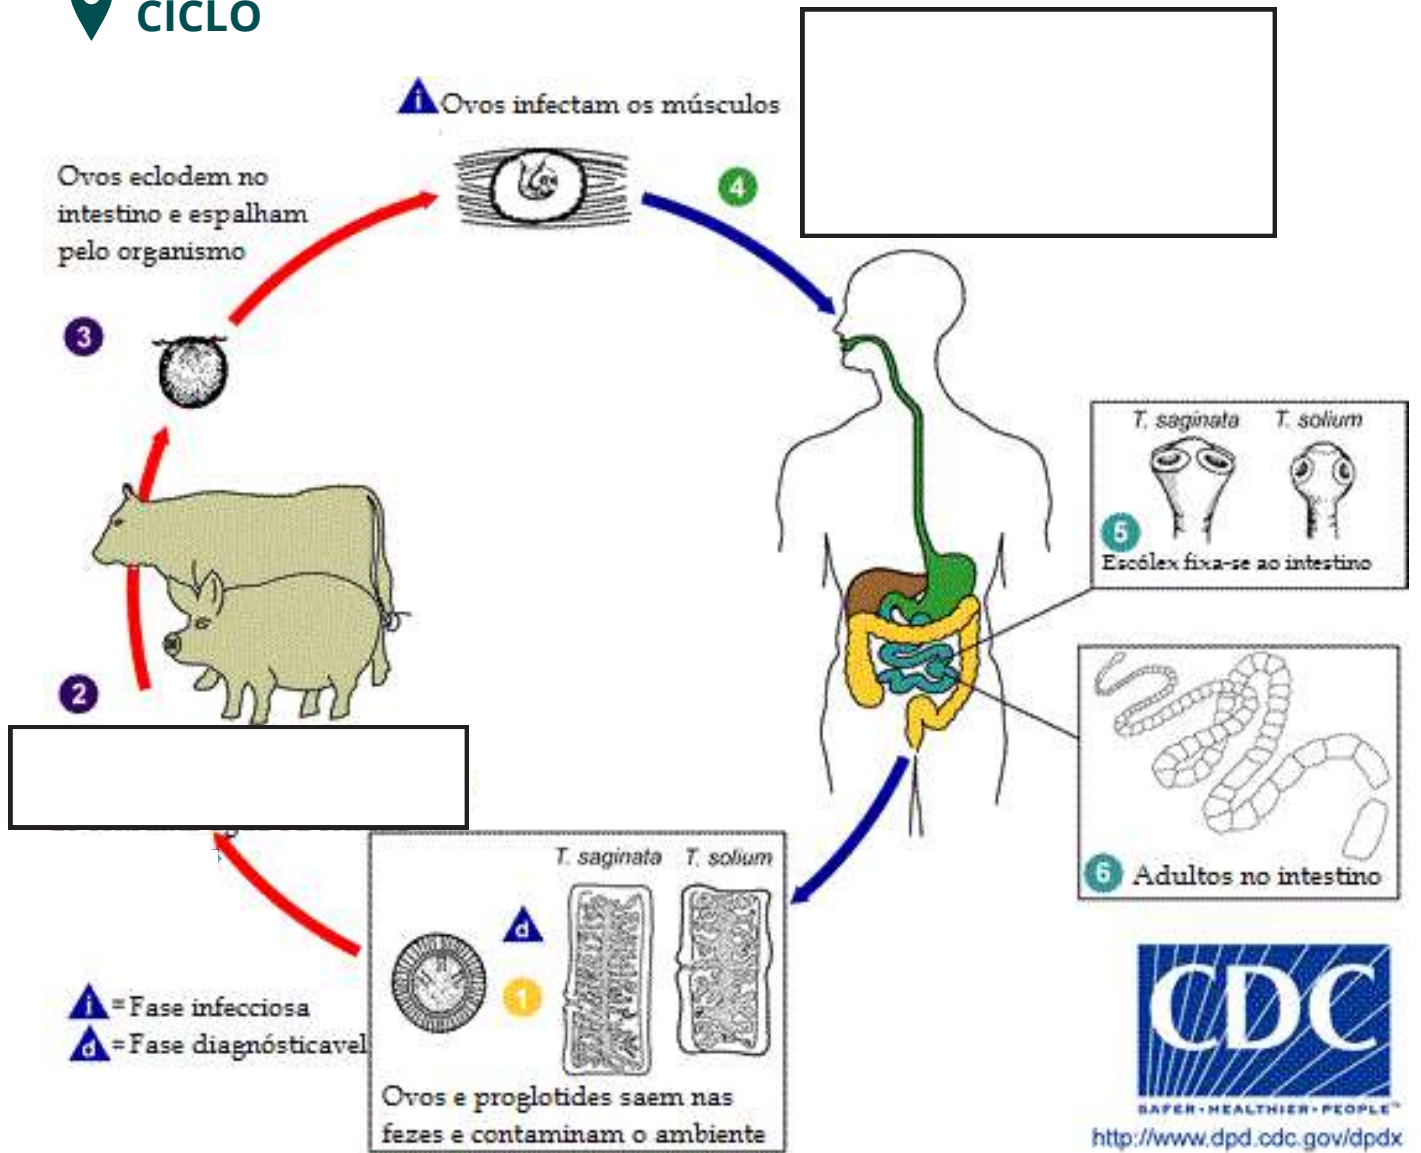 CICLO
i Ovos infectam os músculos
Ovos eclodem no
intestino e espalham
pelo organismo
4
3
T. saginata T. solium
5
Escólex fixa-se ao intestino
2
6 Adultos no intestino
T. saginata T. solium
d
1
i = Fase infecciosa
d = Fase diagnósticavel
Ovos e proglotides saem nas
fezes e contaminam o ambiente
CDC
SAFER·HEALTHIER·PEOPLE™
http://www.dpd.cdc.gov/dpdx